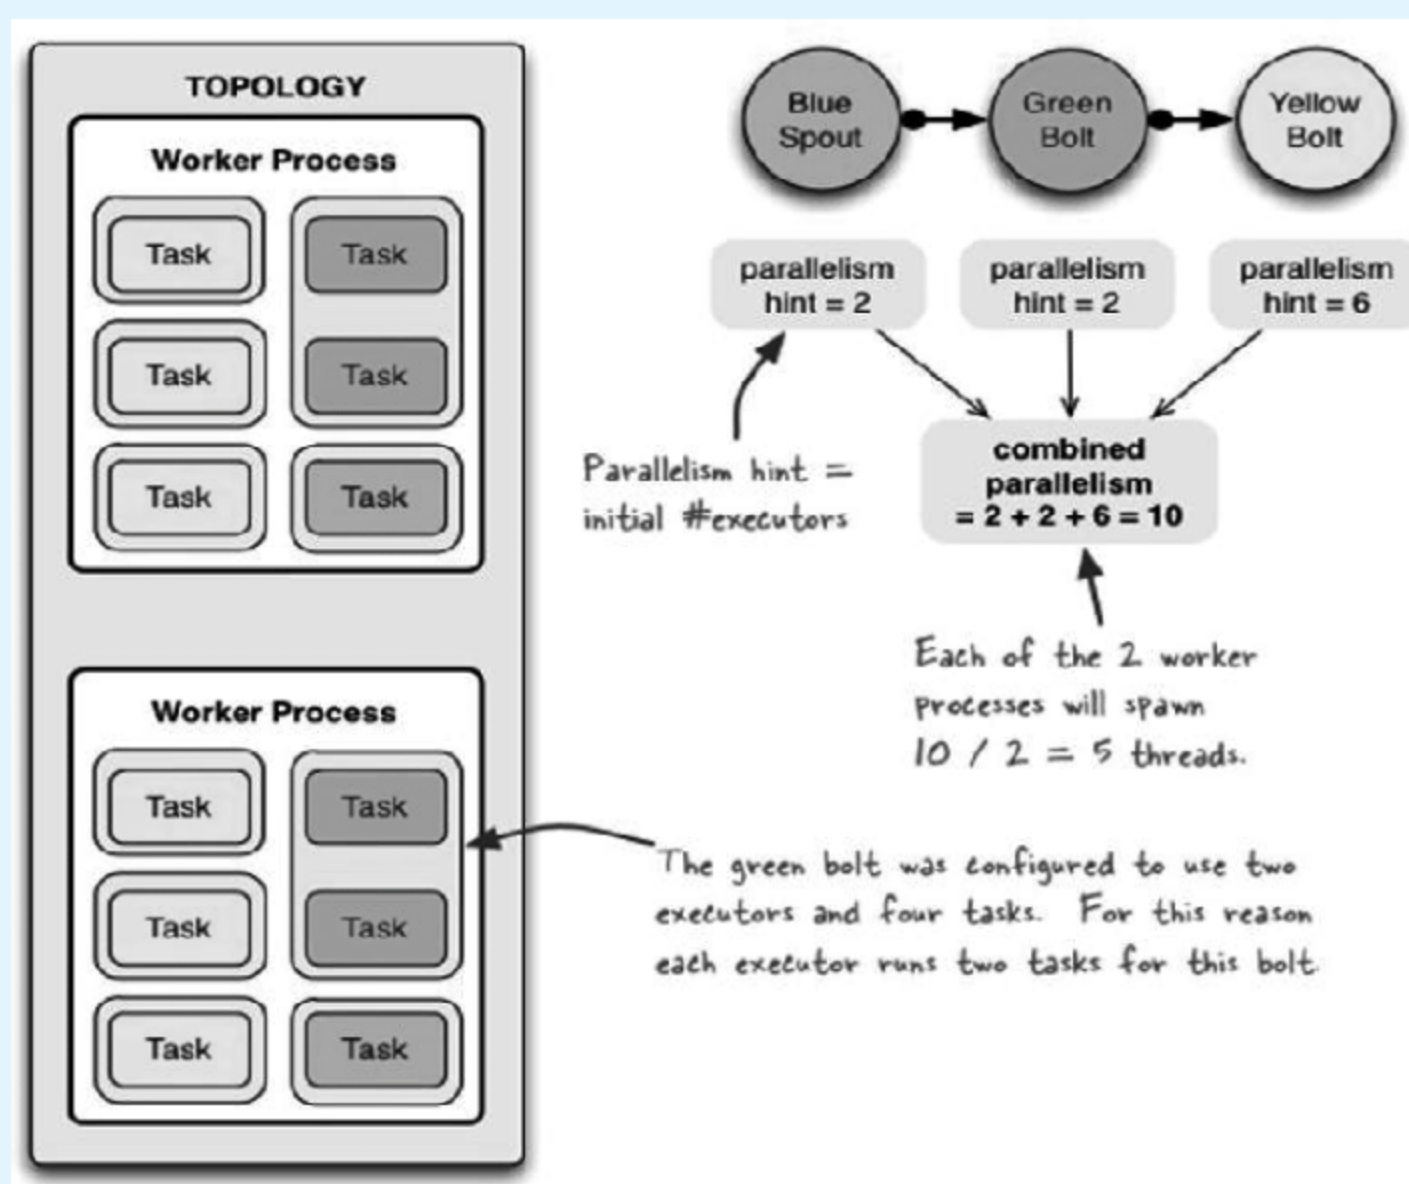 TOPOLOGY
Worker Process
Task
Task
Task
Task
Task
Task
Worker Process
Task
Task
Task
Task
Task
Task
Blue
Spout
Green
Bolt
Yellow
Bolt
parallelism
hint = 2
parallelism
hint = 2
parallelism
hint = 6
Parallelism hint =
initial #executors
combined
parallelism
= 2 + 2 + 6 = 10
Each of the 2 worker
processes will spawn
10 / 2 = 5 threads.
The green bolt was configured to use two
executors and four tasks. For this reason
each executor runs two tasks for this bolt.